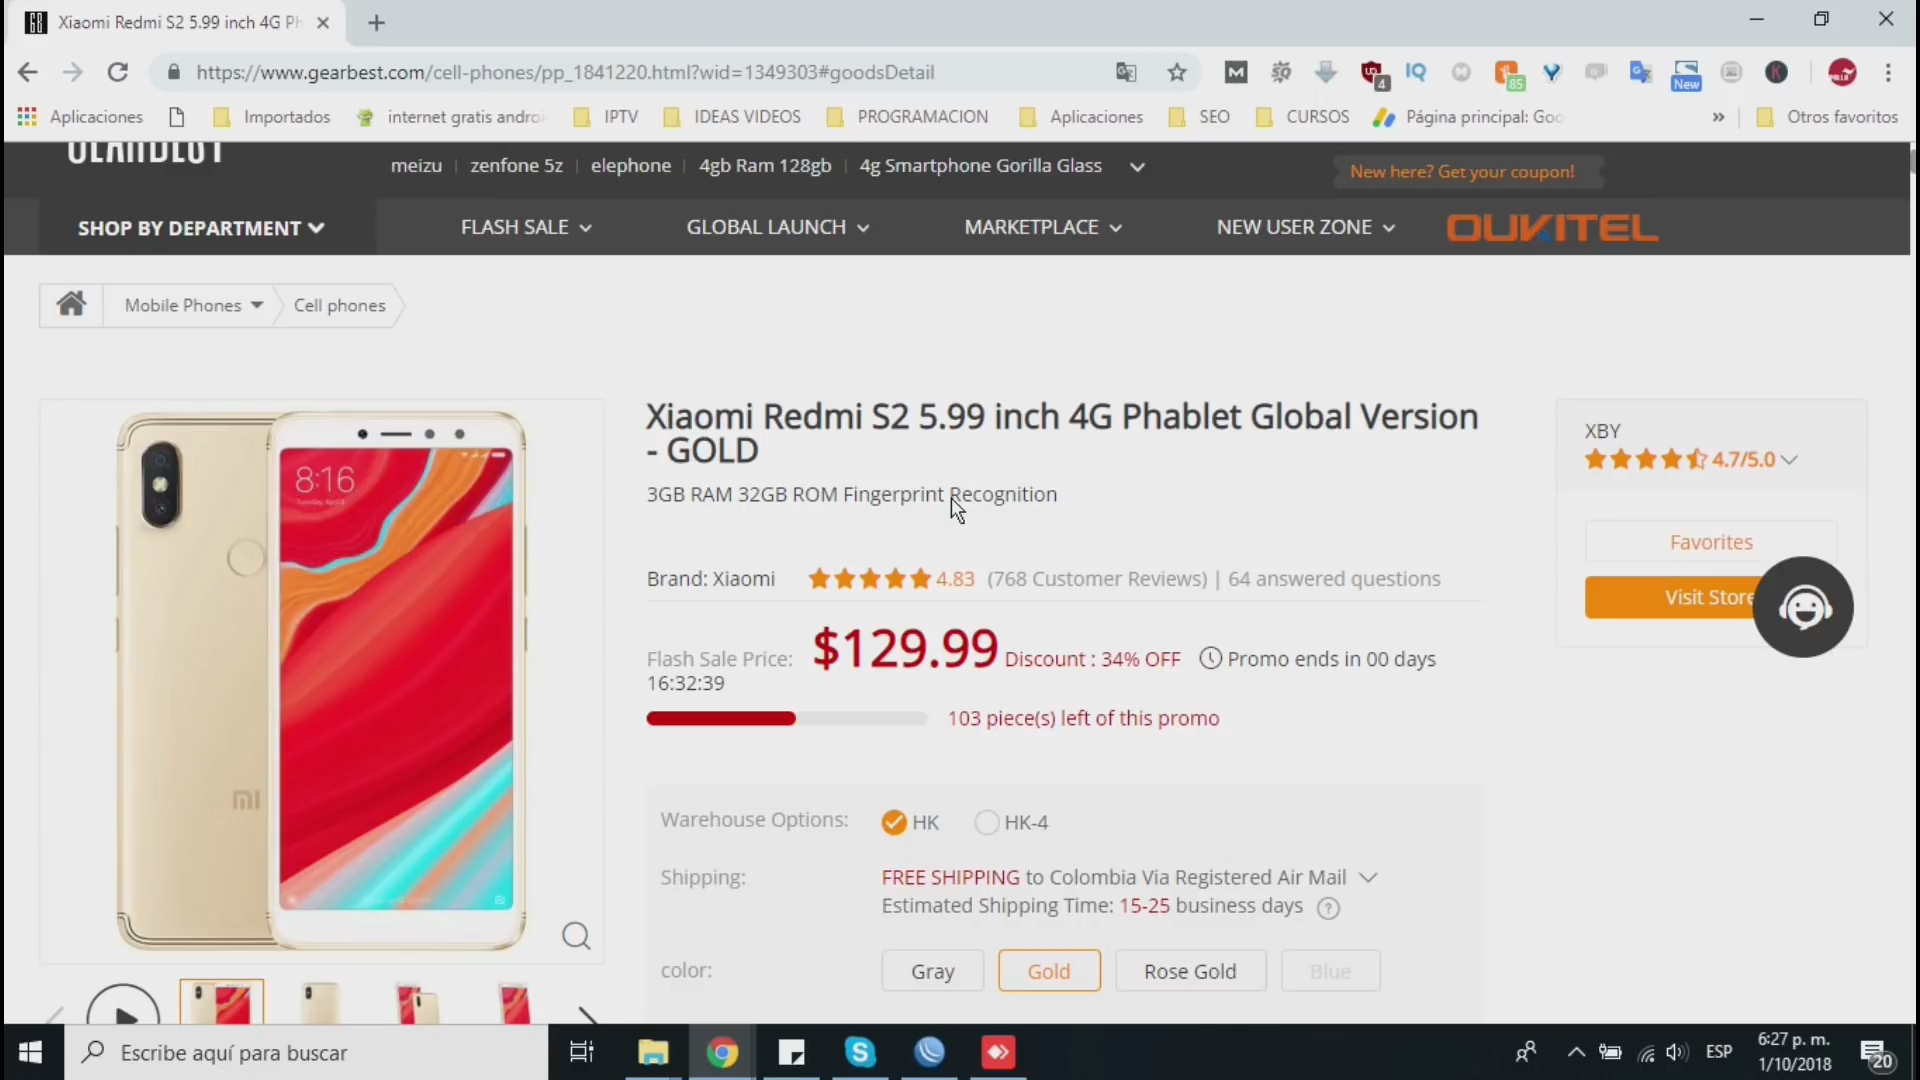 Xiaomi Redmi S2 5.99 inch 4G Ph
https://www.gearbest.com/cell-phones/pp_1841220.html?wid=1349303#goodsDetail
4
85
New
Aplicaciones
Importados
internet gratis androi
IPTV
IDEAS VIDEOS
PROGRAMACION
Aplicaciones
SEO
CURSOS
Página principal: Goo
»
Otros favoritos
GEARBEST
meizu | zenfone 5z | elephone | 4gb Ram 128gb | 4g Smartphone Gorilla Glass
New here? Get your coupon!
SHOP BY DEPARTMENT
FLASH SALE
GLOBAL LAUNCH
MARKETPLACE
NEW USER ZONE
OUKITEL
Mobile Phones
Cell phones
8:16
Xiaomi Redmi S2 5.99 inch 4G Phablet Global Version
- GOLD
3GB RAM 32GB ROM Fingerprint Recognition
Brand: Xiaomi 4.83 (768 Customer Reviews) | 64 answered questions
Flash Sale Price: $129.99 Discount : 34% OFF Promo ends in 00 days
16:32:39
103 piece(s) left of this promo
Warehouse Options: HK HK-4
Shipping: FREE SHIPPING to Colombia Via Registered Air Mail
Estimated Shipping Time: 15-25 business days ?
color: Gray Gold Rose Gold Blue
XBY
4.7/5.0
Favorites
Visit Store
Escribe aquí para buscar
ESP
6:27 p. m.
1/10/2018
20